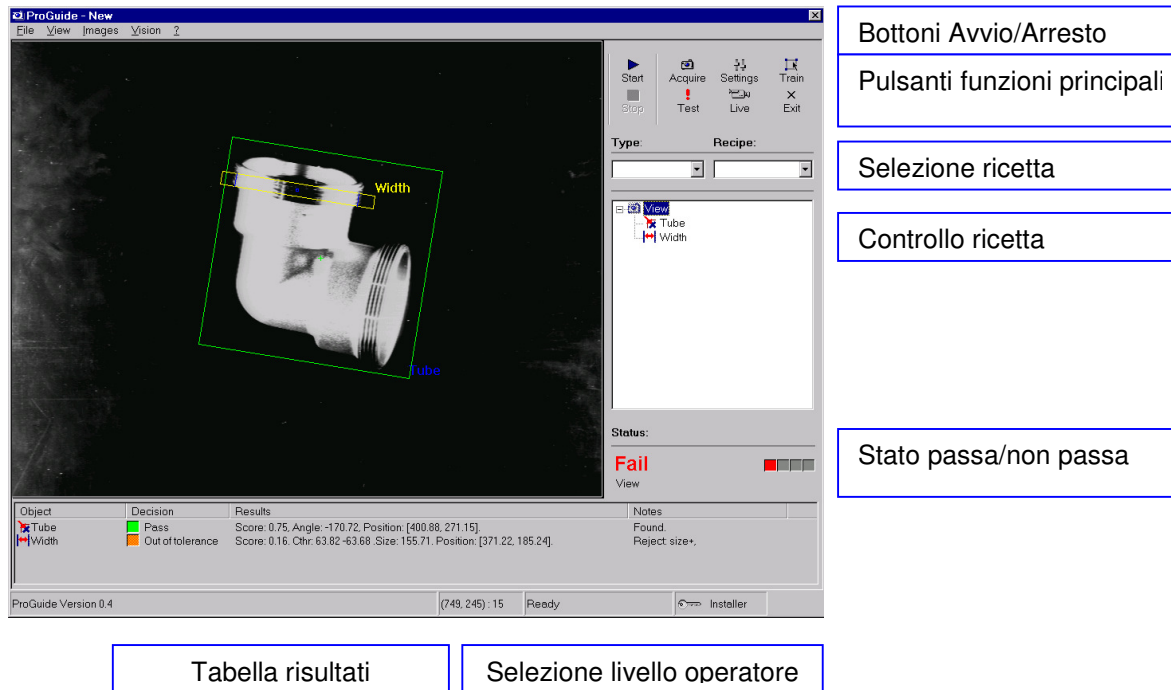 ProGuide - New
File View Images Vision ?
Bottoni Avvio/Arresto
Pulsanti funzioni principali
Start Acquire Settings Train
Stop Test Live Exit
Type: Recipe:
Selezione ricetta
View
Tube
Width
Controllo ricetta
Width
Tube
Status:
Fail
View
Stato passa/non passa
Object Decision Results Notes
Tube Pass Score: 0.75, Angle: -170.72, Position: [400.88, 271.15]. Found.
Width Out of tolerance Score: 0.16. Cthr: 63.82 -63.68 .Size: 155.71. Position: [371.22, 185.24]. Reject: size+,
ProGuide Version 0.4 (749, 245) : 15 Ready Installer
Tabella risultati
Selezione livello operatore